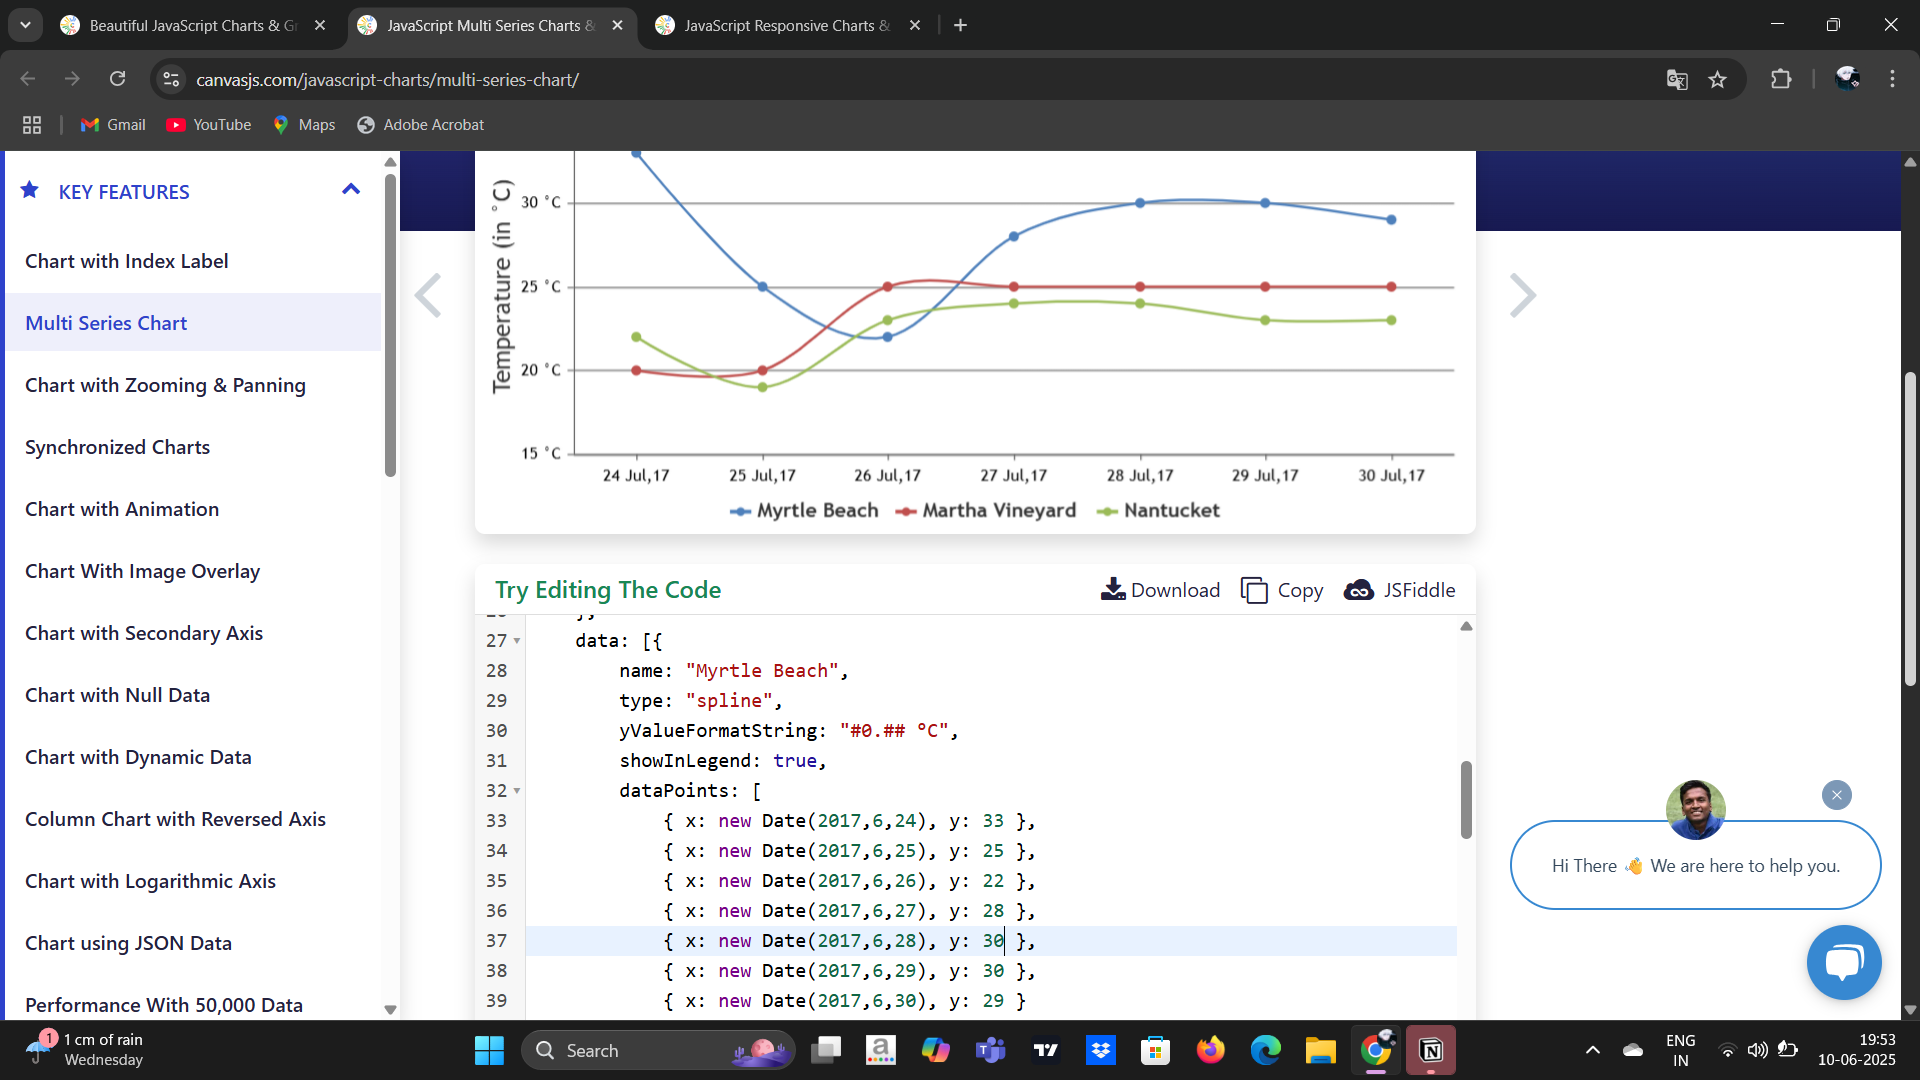 Beautiful JavaScript Charts & Gr
JavaScript Multi Series Charts &
JavaScript Responsive Charts &
canvasjs.com/javascript-charts/multi-series-chart/
Gmail
YouTube
Maps
Adobe Acrobat
KEY FEATURES
Chart with Index Label
Multi Series Chart
Chart with Zooming & Panning
Synchronized Charts
Chart with Animation
Chart With Image Overlay
Chart with Secondary Axis
Chart with Null Data
Chart with Dynamic Data
Column Chart with Reversed Axis
Chart with Logarithmic Axis
Chart using JSON Data
Performance With 50,000 Data
Temperature (in °C)
30 °C
25 °C
20 °C
15 °C
24 Jul,17
25 Jul,17
26 Jul,17
27 Jul,17
28 Jul,17
29 Jul,17
30 Jul,17
Myrtle Beach
Martha Vineyard
Nantucket
Try Editing The Code
Download
Copy
JSFiddle
27 data: [{
28 name: "Myrtle Beach",
29 type: "spline",
30 yValueFormatString: "#0.## °C",
31 showInLegend: true,
32 dataPoints: [
33 { x: new Date(2017,6,24), y: 33 },
34 { x: new Date(2017,6,25), y: 25 },
35 { x: new Date(2017,6,26), y: 22 },
36 { x: new Date(2017,6,27), y: 28 },
37 { x: new Date(2017,6,28), y: 30 },
38 { x: new Date(2017,6,29), y: 30 },
39 { x: new Date(2017,6,30), y: 29 }
Hi There 👋 We are here to help you.
1
1 cm of rain
Wednesday
Search
ENG
IN
19:53
10-06-2025